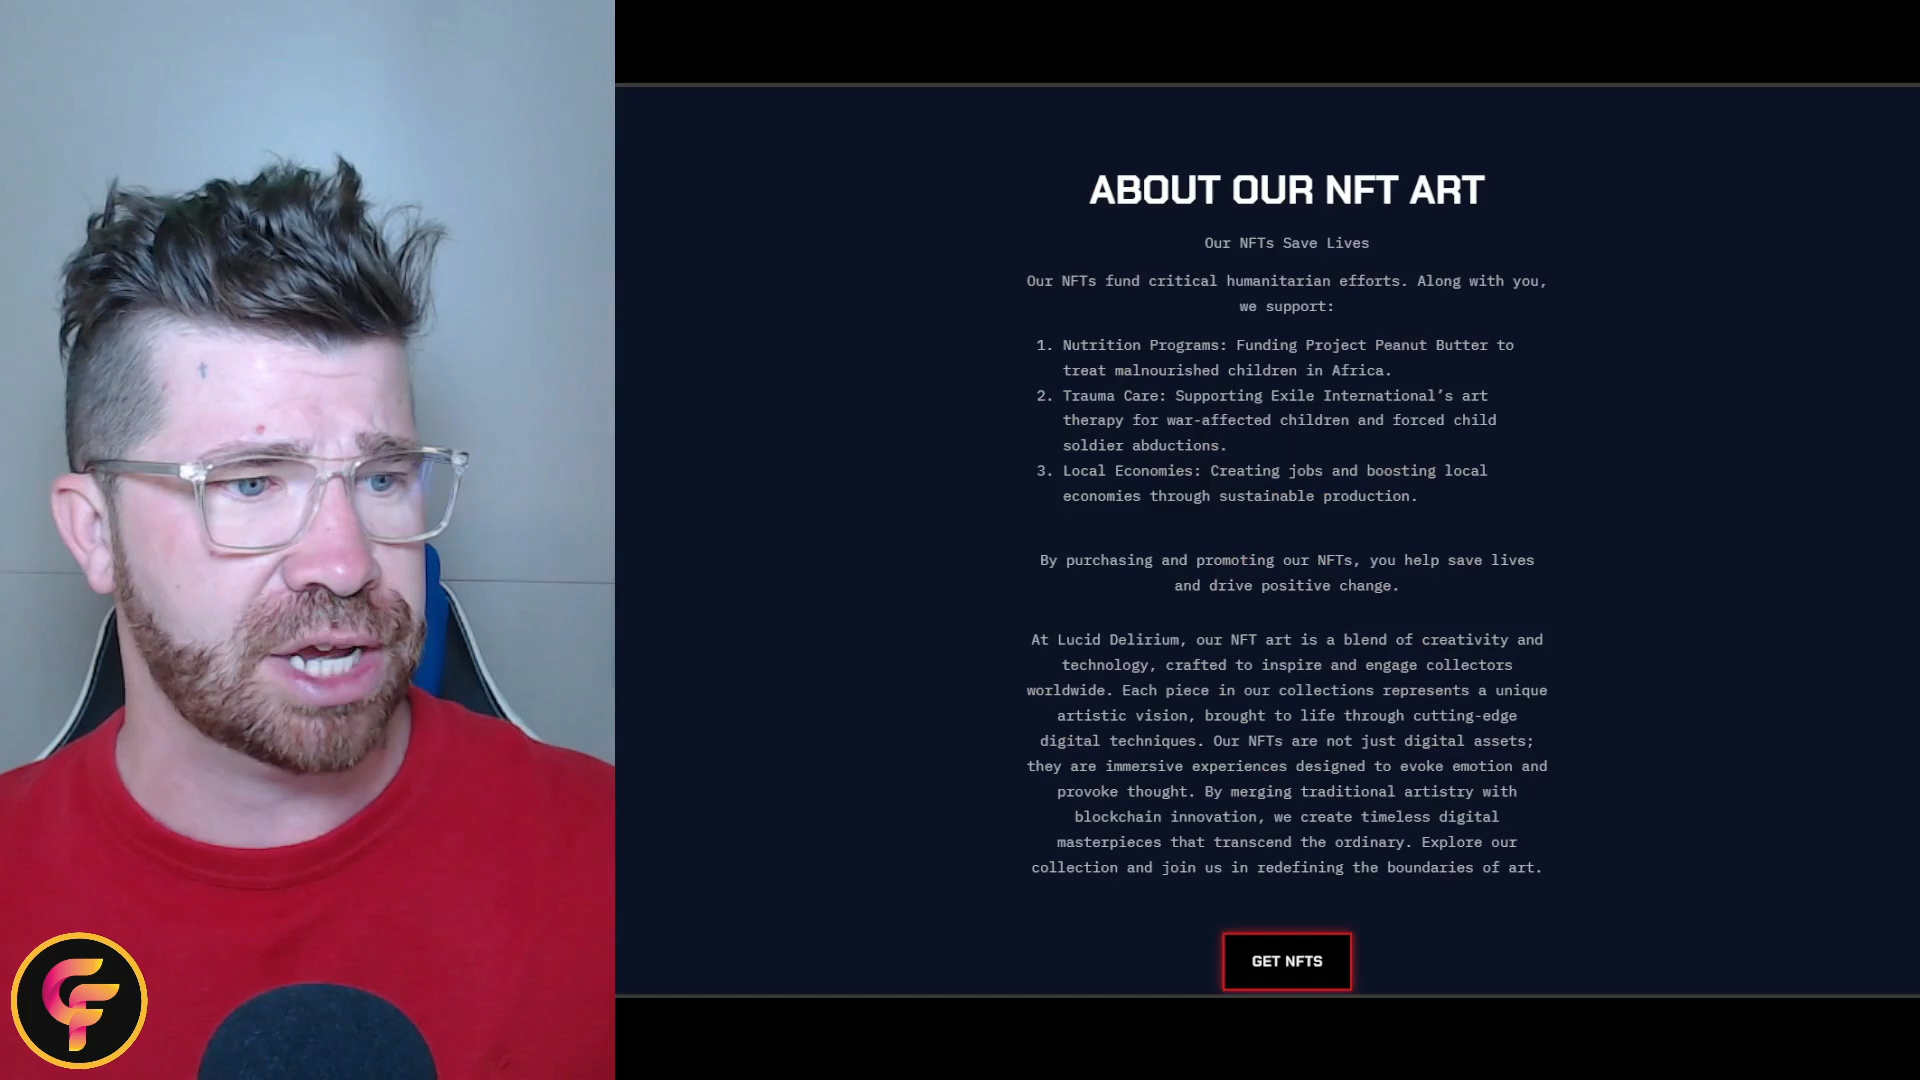 ABOUT OUR NFT ART
Our NFTs Save Lives
Our NFTs fund critical humanitarian efforts. Along with you,
we support:
1. Nutrition Programs: Funding Project Peanut Butter to
treat malnourished children in Africa.
2. Trauma Care: Supporting Exile International’s art
therapy for war-affected children and forced child
soldier abductions.
3. Local Economies: Creating jobs and boosting local
economies through sustainable production.
By purchasing and promoting our NFTs, you help save lives
and drive positive change.
At Lucid Delirium, our NFT art is a blend of creativity and
technology, crafted to inspire and engage collectors
worldwide. Each piece in our collections represents a unique
artistic vision, brought to life through cutting-edge
digital techniques. Our NFTs are not just digital assets;
they are immersive experiences designed to evoke emotion and
provoke thought. By merging traditional artistry with
blockchain innovation, we create timeless digital
masterpieces that transcend the ordinary. Explore our
collection and join us in redefining the boundaries of art.
GET NFTS